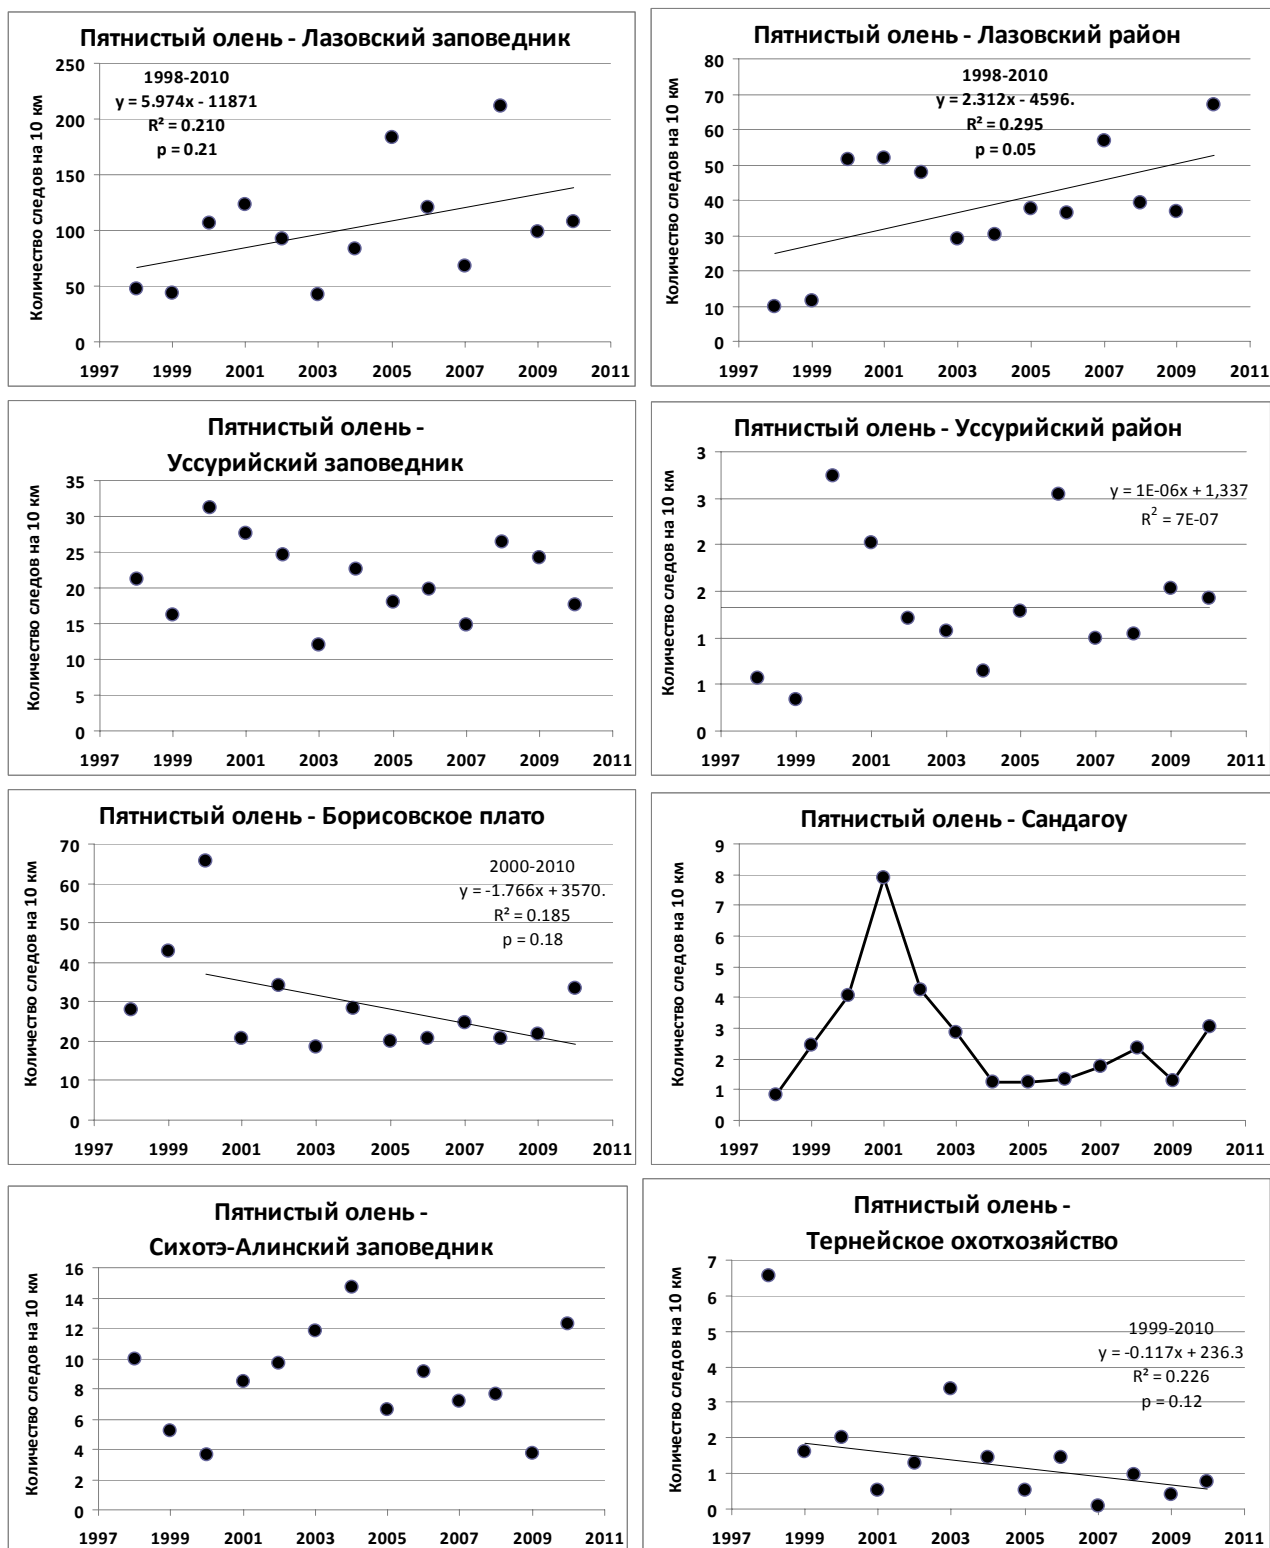 Пятнистый олень - Лазовский заповедник
Количество следов на 10 км
1998-2010
y = 5.974x - 11871
R² = 0.210
p = 0.21
250
200
150
100
50
0
1997 1999 2001 2003 2005 2007 2009 2011
Пятнистый олень - Лазовский район
Количество следов на 10 км
1998-2010
y = 2.312x - 4596.
R² = 0.295
p = 0.05
80
70
60
50
40
30
20
10
0
1997 1999 2001 2003 2005 2007 2009 2011
Пятнистый олень -
Уссурийский заповедник
Количество следов на 10 км
35
30
25
20
15
10
5
0
1997 1999 2001 2003 2005 2007 2009 2011
Пятнистый олень - Уссурийский район
Количество следов на 10 км
y = 1E-06x + 1,337
R² = 7E-07
3
3
2
2
1
1
0
1997 1999 2001 2003 2005 2007 2009 2011
Пятнистый олень - Борисовское плато
Количество следов на 10 км
2000-2010
y = -1.766x + 3570.
R² = 0.185
p = 0.18
70
60
50
40
30
20
10
0
1997 1999 2001 2003 2005 2007 2009 2011
Пятнистый олень - Сандагоу
Количество следов на 10 км
9
8
7
6
5
4
3
2
1
0
1997 1999 2001 2003 2005 2007 2009 2011
Пятнистый олень -
Сихотэ-Алинский заповедник
Количество следов на 10 км
16
14
12
10
8
6
4
2
0
1997 1999 2001 2003 2005 2007 2009 2011
Пятнистый олень -
Тернейское охотхозяйство
Количество следов на 10 км
1999-2010
y = -0.117x + 236.3
R² = 0.226
p = 0.12
7
6
5
4
3
2
1
0
1997 1999 2001 2003 2005 2007 2009 2011